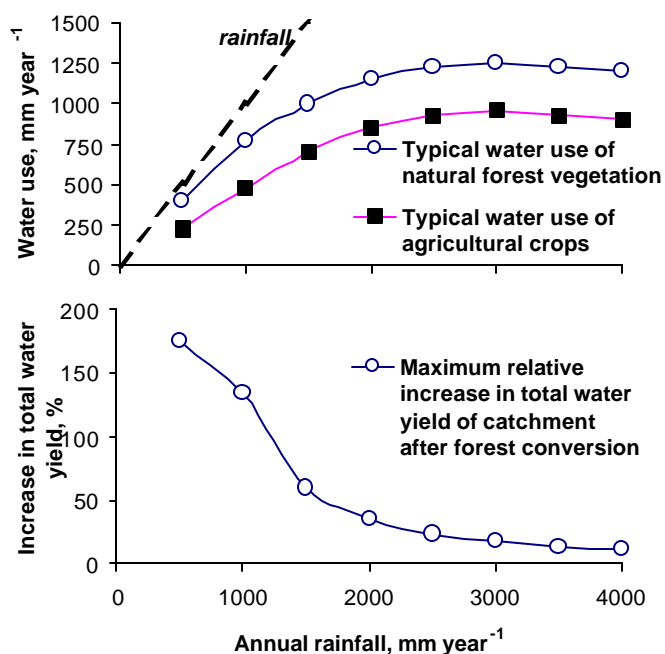 1500
1250
1000
750
500
250
0
Water use, mm year -1
rainfall
Typical water use of
natural forest vegetation
Typical water use of
agricultural crops
200
150
100
50
0
Increase in total water
yield, %
Maximum relative
increase in total water
yield of catchment
after forest conversion
0 1000 2000 3000 4000
Annual rainfall, mm year-1